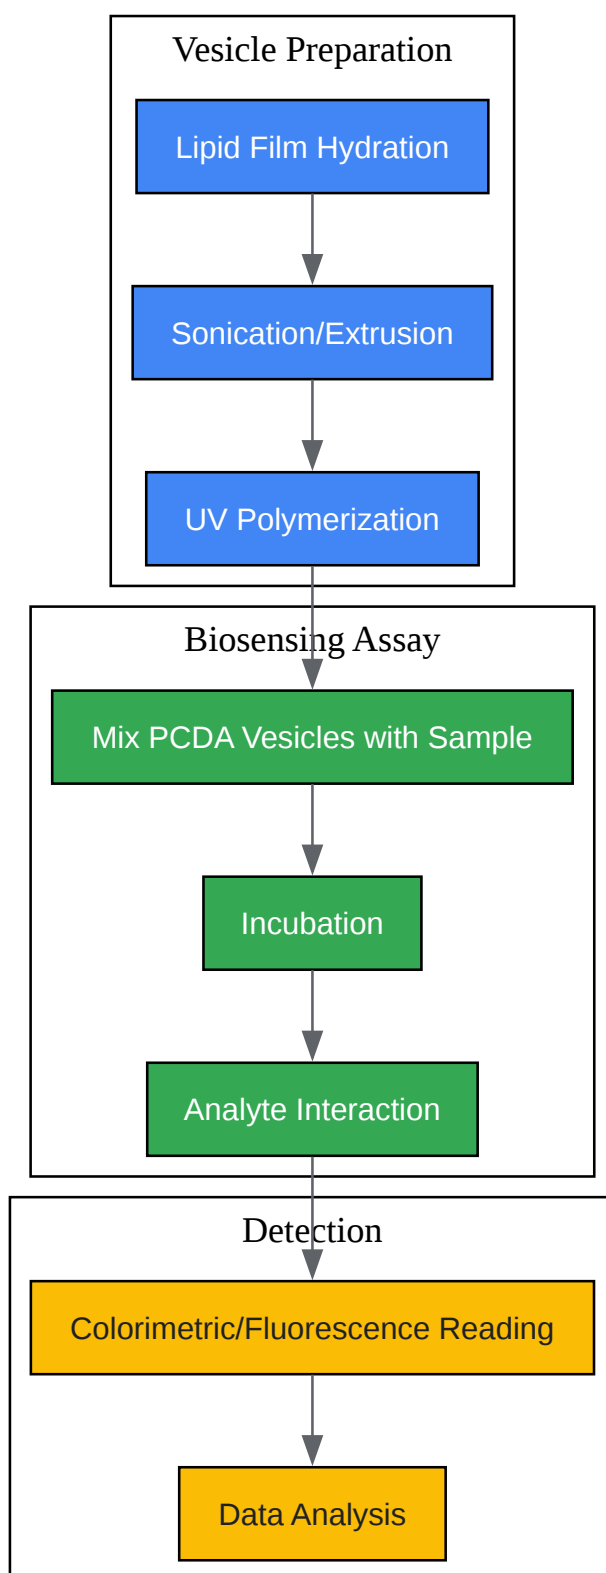 Vesicle Preparation
Lipid Film Hydration
Sonication/Extrusion
UV Polymerization
Biosensing Assay
Mix PCDA Vesicles with Sample
Incubation
Analyte Interaction
Detection
Colorimetric/Fluorescence Reading
Data Analysis